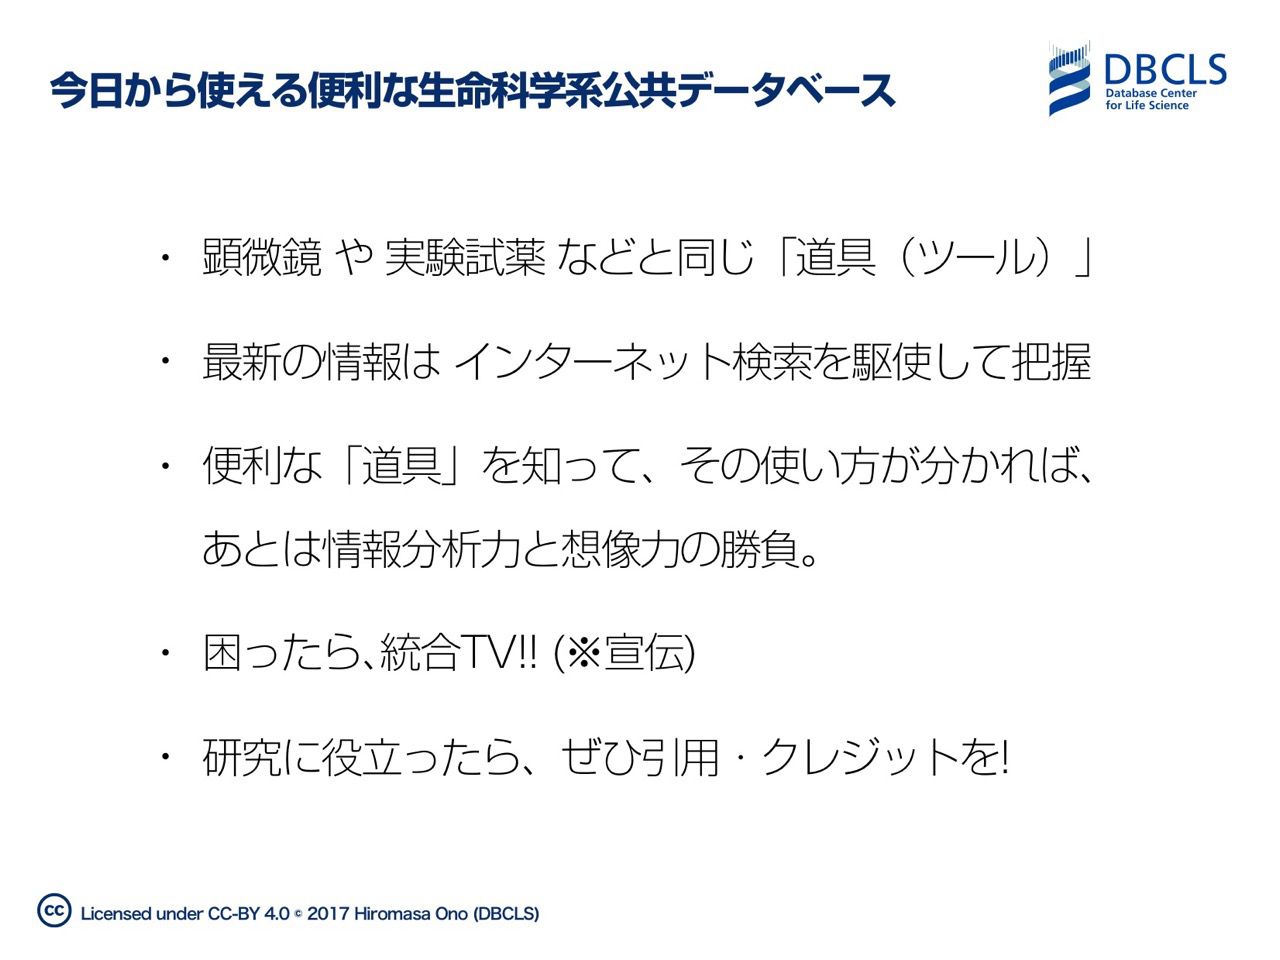 今日から使える便利な生命科学系公共データベース
DBCLS
Database Center
for Life Science
・ 顕微鏡 や 実験試薬 などと同じ「道具（ツール）」
・ 最新の情報は インターネット検索を駆使して把握
・ 便利な「道具」を知って、その使い方が分かれば、
あとは情報分析力と想像力の勝負。
・ 困ったら、統合TV!! (※宣伝)
・ 研究に役立ったら、ぜひ引用・クレジットを!
cc Licensed under CC-BY 4.0 © 2017 Hiromasa Ono (DBCLS)